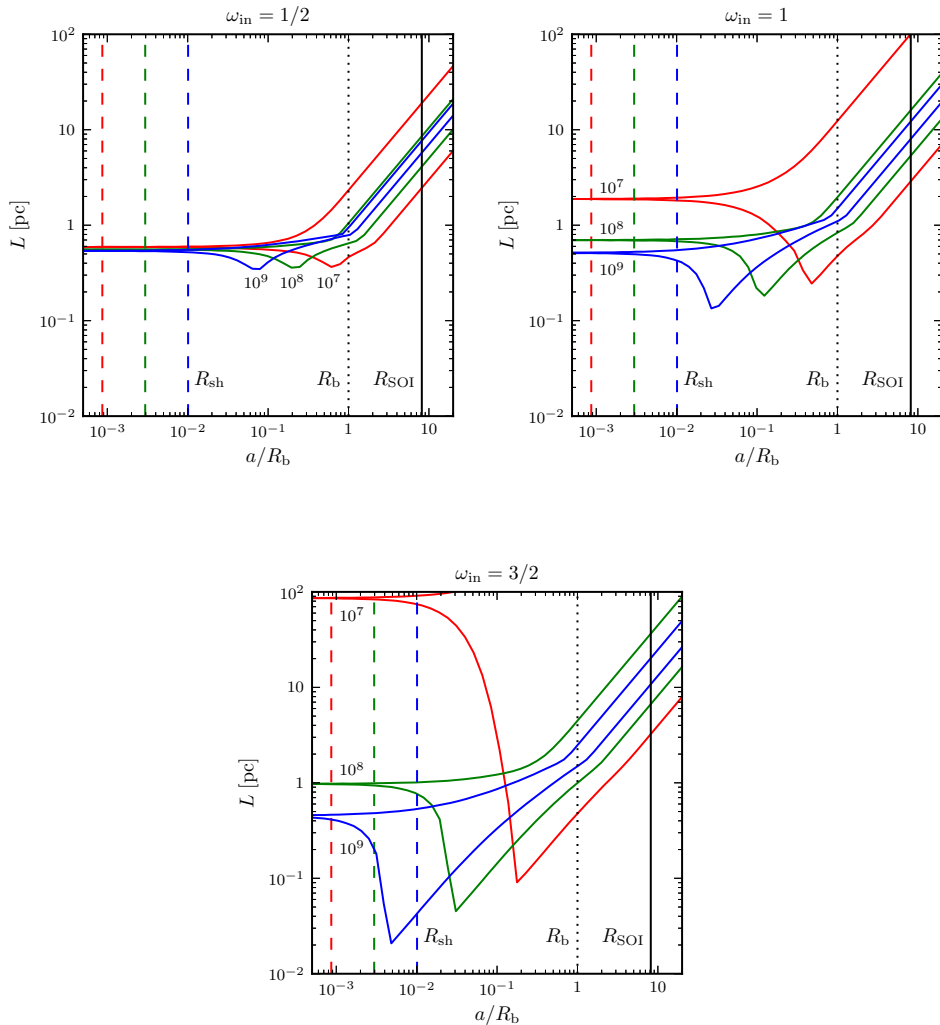 ω_in = 1/2
10^2
10
1
10^-1
10^-2
L [pc]
10^9
10^8
10^7
R_sh
R_b
R_SOI
10^-3
10^-2
10^-1
1
10
a/R_b
ω_in = 1
10^2
10
1
10^-1
10^-2
L [pc]
10^7
10^8
10^9
R_sh
R_b
R_SOI
10^-3
10^-2
10^-1
1
10
a/R_b
ω_in = 3/2
10^2
10
1
10^-1
10^-2
L [pc]
10^7
10^8
10^9
R_sh
R_b
R_SOI
10^-3
10^-2
10^-1
1
10
a/R_b